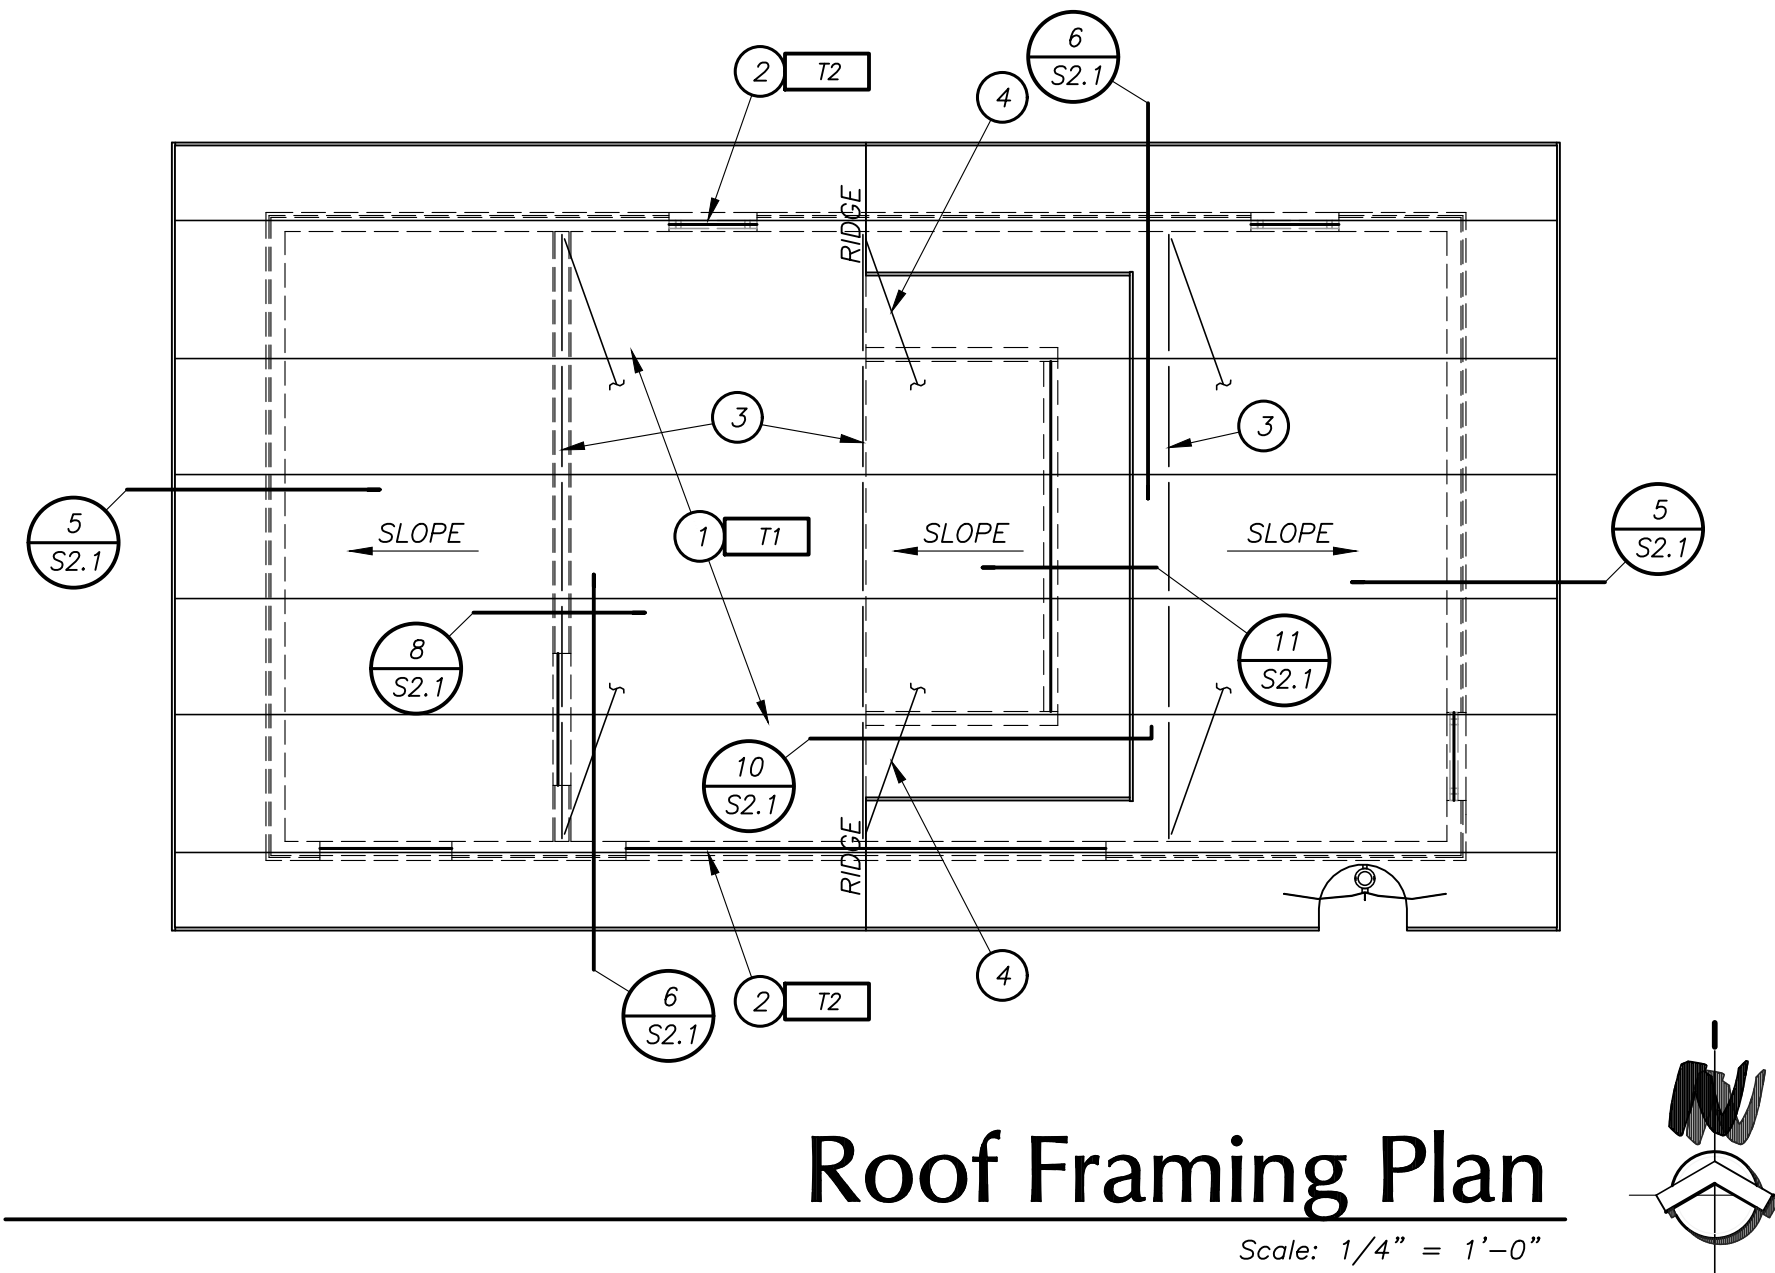 6
S2.1
2 T2
4
RIDGE
3
3
5
S2.1
5
S2.1
SLOPE
1 T1
SLOPE
SLOPE
8
S2.1
11
S2.1
10
S2.1
RIDGE
4
6
S2.1
2 T2
N
Roof Framing Plan
Scale: 1/4" = 1'-0"